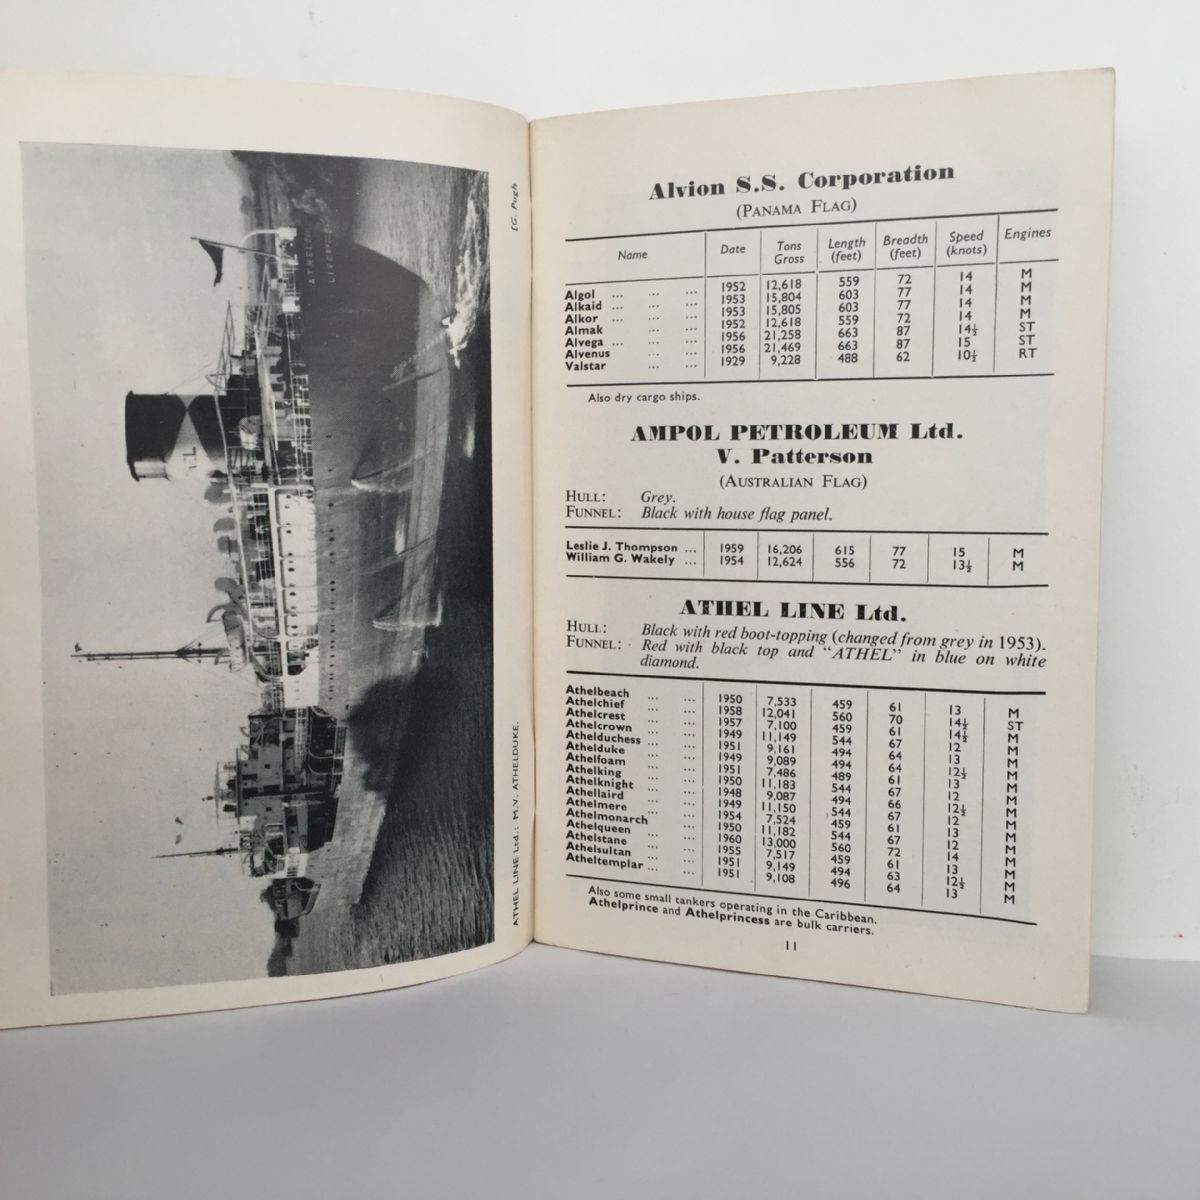 ATHELDUKE
LIVERPOOL
[G. Pugh
ATHEL LINE Ltd.: M.V. ATHELDUKE.
Alvion S.S. Corporation
(PANAMA FLAG)
Name Date Tons Gross Length (feet) Breadth (feet) Speed (knots) Engines
Algol ... ... ... 1952 12,618 559 72 14 M
Alkaid ... ... ... 1953 15,804 603 77 14 M
Alkor ... ... ... 1953 15,805 603 77 14 M
Almak ... ... 1952 12,618 559 72 14 M
Alvega ... ... ... 1956 21,258 663 87 14½ ST
Alvenus ... ... 1956 21,469 663 87 15 ST
Valstar ... ... 1929 9,228 488 62 10½ RT
Also dry cargo ships.
AMPOL PETROLEUM Ltd.
V. Patterson
(AUSTRALIAN FLAG)
HULL: Grey.
FUNNEL: Black with house flag panel.
Leslie J. Thompson ... 1959 16,206 615 77 15 M
William G. Wakely ... 1954 12,624 556 72 13½ M
ATHEL LINE Ltd.
HULL: Black with red boot-topping (changed from grey in 1953).
FUNNEL: Red with black top and "ATHEL" in blue on white
diamond.
Athelbeach ... ... 1950 7,533 459 61 13 M
Athelchief ... ... 1958 12,041 560 70 14½ ST
Athelcrest ... ... 1957 7,100 459 61 14½ M
Athelcrown ... ... 1949 11,149 544 67 12 M
Athelduchess ... ... 1951 9,161 494 64 13 M
Athelduke ... ... 1949 9,089 494 64 12½ M
Athelfoam ... ... 1951 7,486 489 61 13 M
Athelking ... ... 1950 11,183 544 67 12 M
Athelknight ... ... 1948 9,087 494 66 12½ M
Athellaird ... ... 1949 11,150 544 67 12 M
Athelmere ... ... 1954 7,524 459 61 13 M
Athelmonarch ... ... 1950 11,182 544 67 12 M
Athelqueen ... ... 1960 13,000 560 72 14 M
Athelstane ... ... 1955 7,517 459 61 13 M
Athelsultan ... ... 1951 9,149 494 63 12½ M
Atheltemplar ... ... 1951 9,108 496 64 13 M
Also some small tankers operating in the Caribbean.
Athelprince and Athelprincess are bulk carriers.
11